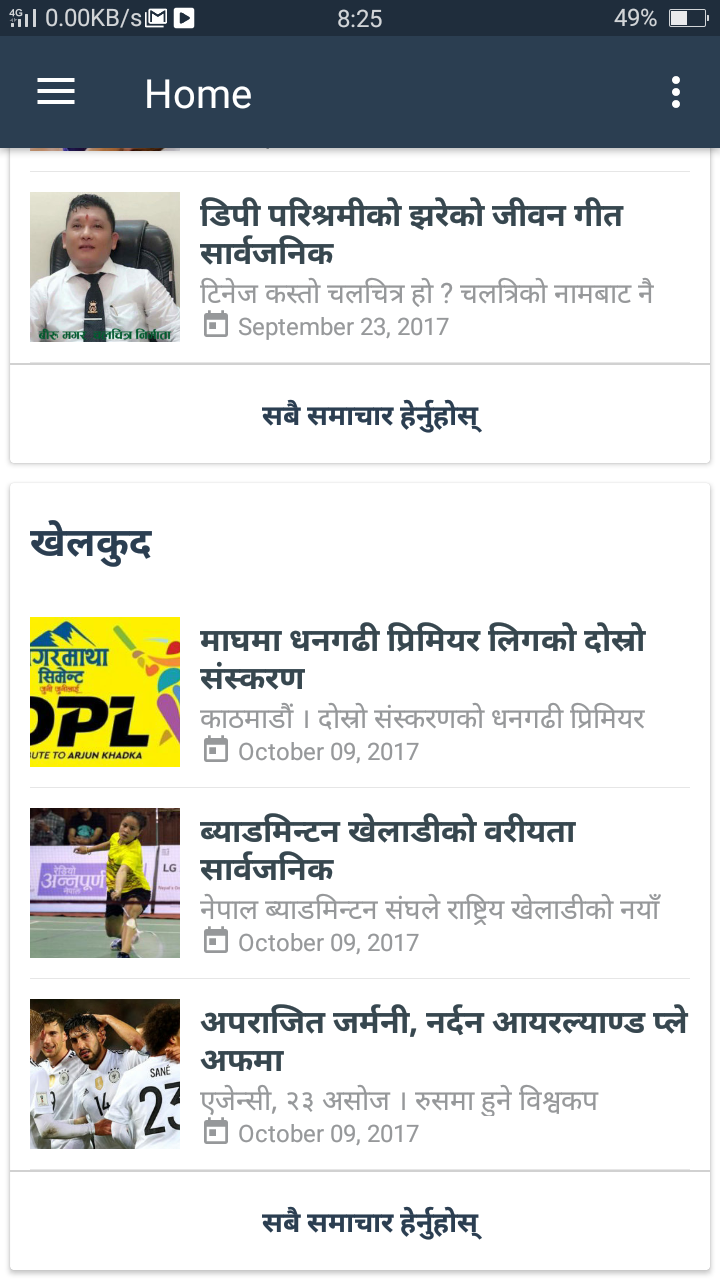 4G 0.00KB/s 8:25 49%
Home
डिपी परिश्रमीको झरेको जीवन गीत
सार्वजनिक
टिनेज कस्तो चलचित्र हो ? चलत्रिको नामबाट नै
September 23, 2017
बीरू मगर
सबै समाचार हेर्नुहोस्
खेलकुद
माघमा धनगढी प्रिमियर लिगको दोस्रो
संस्करण
काठमाडौं । दोस्रो संस्करणको धनगढी प्रिमियर
October 09, 2017
गरमाथा
सिमेन्ट
DPL
UTE TO ARJUN KHADKA
ब्याडमिन्टन खेलाडीको वरीयता
सार्वजनिक
नेपाल ब्याडमिन्टन संघले राष्ट्रिय खेलाडीको नयाँ
October 09, 2017
रेडियो
अन्नपूर्ण
नेपाल
LG
अपराजित जर्मनी, नर्दन आयरल्याण्ड प्ले
अफमा
एजेन्सी, २३ असोज । रुसमा हुने विश्वकप
October 09, 2017
SANÉ
23
14
सबै समाचार हेर्नुहोस्